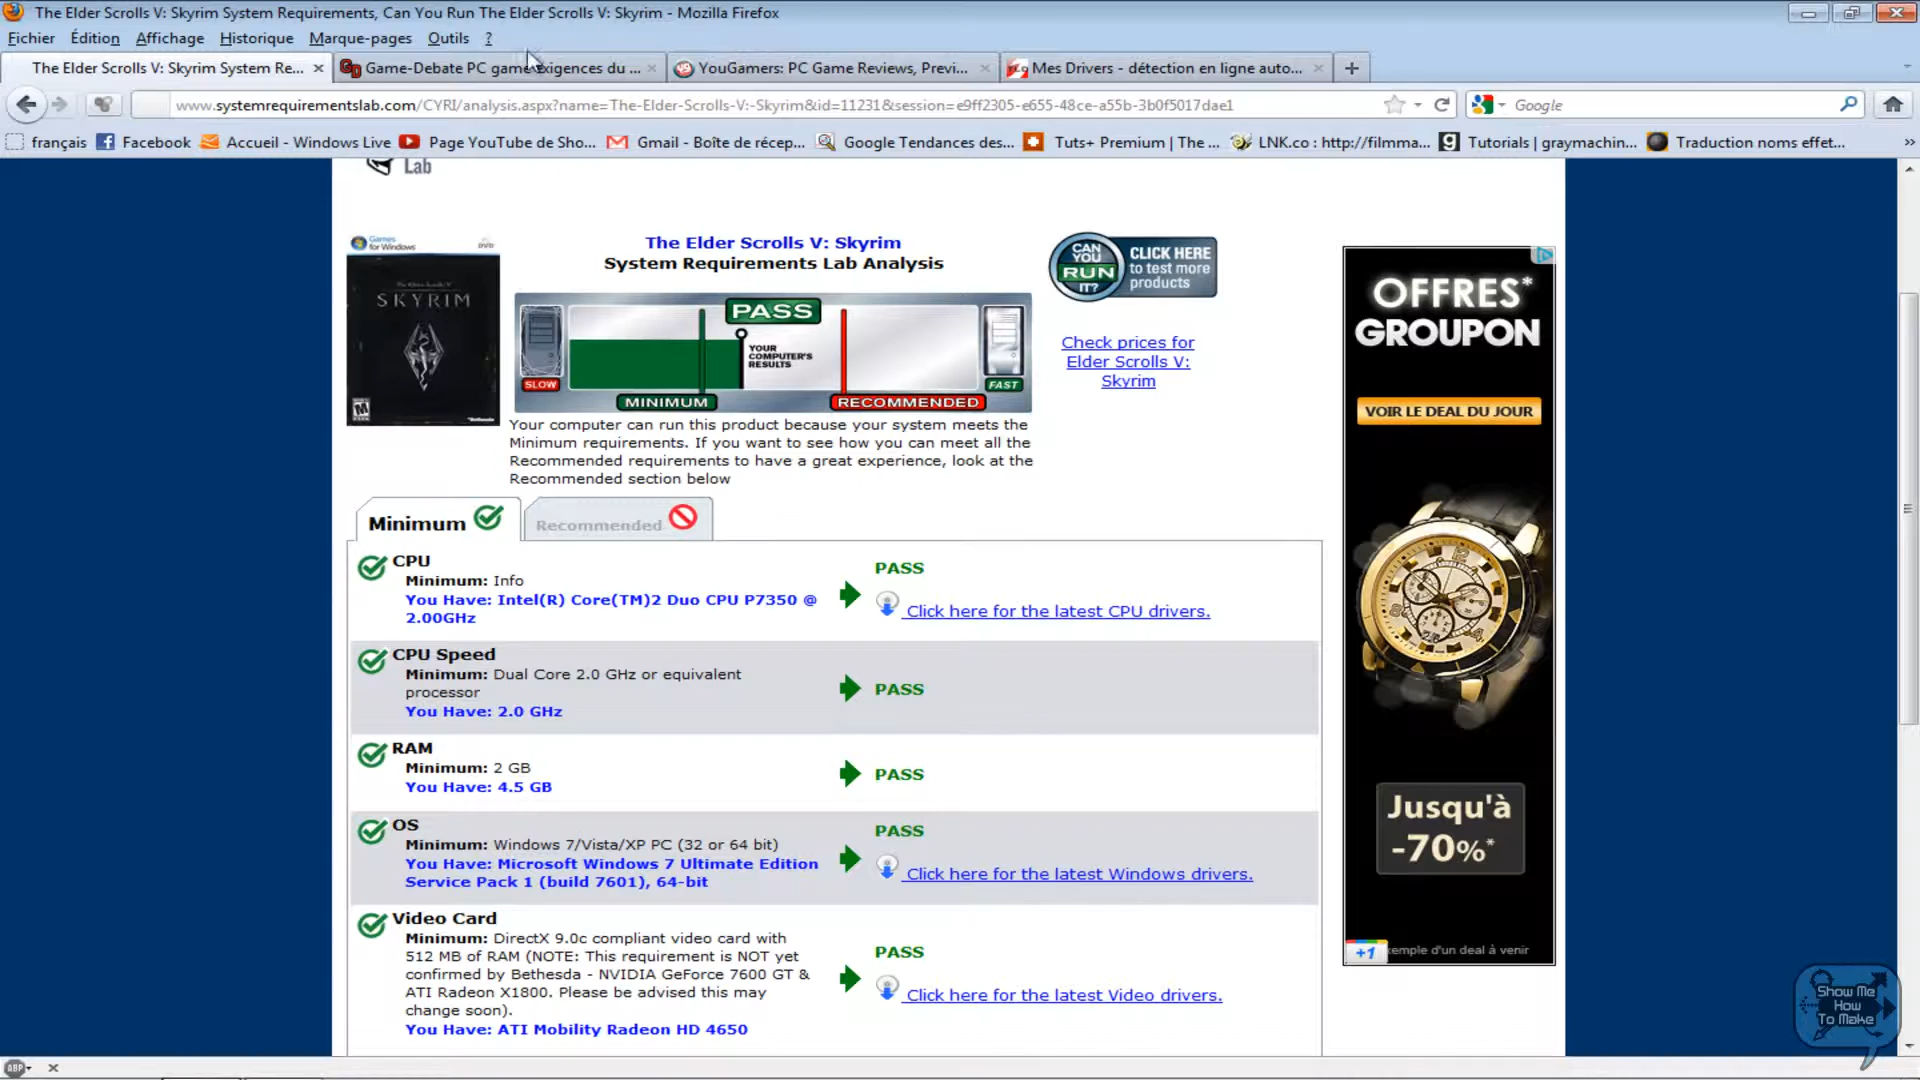 The Elder Scrolls V: Skyrim System Requirements, Can You Run The Elder Scrolls V: Skyrim - Mozilla Firefox
Fichier Édition Affichage Historique Marque-pages Outils ?
The Elder Scrolls V: Skyrim System Re... Game-Debate PC game exigences du ... YouGamers: PC Game Reviews, Previ... Mes Drivers - détection en ligne auto...
www.systemrequirementslab.com/CYRI/analysis.aspx?name=The-Elder-Scrolls-V:-Skyrim&id=11231&session=e9ff2305-e655-48ce-a55b-3b0f5017dae1 Google
français Facebook Accueil - Windows Live Page YouTube de Sho... Gmail - Boîte de récep... Google Tendances des... Tuts+ Premium | The ... LNK.co : http://filmma... Tutorials | graymachin... Traduction noms effet... »
Lab
Games for Windows DVD
SKYRIM
M
The Elder Scrolls V: Skyrim
System Requirements Lab Analysis
PASS
YOUR COMPUTER'S RESULTS
SLOW
FAST
MINIMUM
RECOMMENDED
CAN YOU RUN IT?
CLICK HERE
to test more
products
Check prices for
Elder Scrolls V:
Skyrim
Your computer can run this product because your system meets the
Minimum requirements. If you want to see how you can meet all the
Recommended requirements to have a great experience, look at the
Recommended section below
Minimum Recommended
CPU
Minimum: Info
You Have: Intel(R) Core(TM)2 Duo CPU P7350 @
2.00GHz
PASS
Click here for the latest CPU drivers.
CPU Speed
Minimum: Dual Core 2.0 GHz or equivalent
processor
You Have: 2.0 GHz
PASS
RAM
Minimum: 2 GB
You Have: 4.5 GB
PASS
OS
Minimum: Windows 7/Vista/XP PC (32 or 64 bit)
You Have: Microsoft Windows 7 Ultimate Edition
Service Pack 1 (build 7601), 64-bit
PASS
Click here for the latest Windows drivers.
Video Card
Minimum: DirectX 9.0c compliant video card with
512 MB of RAM (NOTE: This requirement is NOT yet
confirmed by Bethesda - NVIDIA GeForce 7600 GT &
ATI Radeon X1800. Please be advised this may
change soon).
You Have: ATI Mobility Radeon HD 4650
PASS
Click here for the latest Video drivers.
OFFRES*
GROUPON
VOIR LE DEAL DU JOUR
Jusqu'à
-70%*
+1
xemple d'un deal à venir
Show Me
How
To Make
ABP